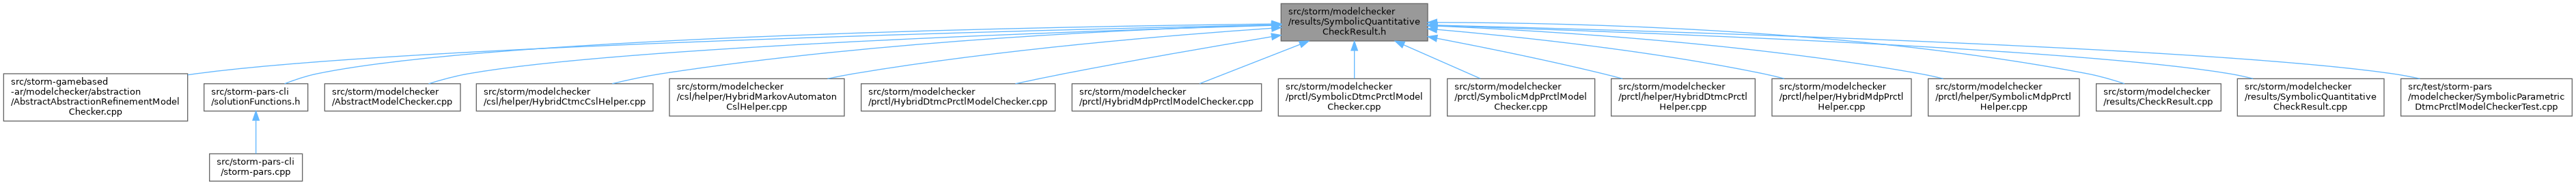 src/storm/modelchecker
/results/SymbolicQuantitative
CheckResult.h
src/storm-gamebased
-ar/modelchecker/abstraction
/AbstractAbstractionRefinementModel
Checker.cpp
src/storm-pars-cli
/solutionFunctions.h
src/storm/modelchecker
/AbstractModelChecker.cpp
src/storm/modelchecker
/csl/helper/HybridCtmcCslHelper.cpp
src/storm/modelchecker
/csl/helper/HybridMarkovAutomaton
CslHelper.cpp
src/storm/modelchecker
/prctl/HybridDtmcPrctlModelChecker.cpp
src/storm/modelchecker
/prctl/HybridMdpPrctlModelChecker.cpp
src/storm/modelchecker
/prctl/SymbolicDtmcPrctlModel
Checker.cpp
src/storm/modelchecker
/prctl/SymbolicMdpPrctlModel
Checker.cpp
src/storm/modelchecker
/prctl/helper/HybridDtmcPrctl
Helper.cpp
src/storm/modelchecker
/prctl/helper/HybridMdpPrctl
Helper.cpp
src/storm/modelchecker
/prctl/helper/SymbolicMdpPrctl
Helper.cpp
src/storm/modelchecker
/results/CheckResult.cpp
src/storm/modelchecker
/results/SymbolicQuantitative
CheckResult.cpp
src/test/storm-pars
/modelchecker/SymbolicParametric
DtmcPrctlModelCheckerTest.cpp
src/storm-pars-cli
/storm-pars.cpp